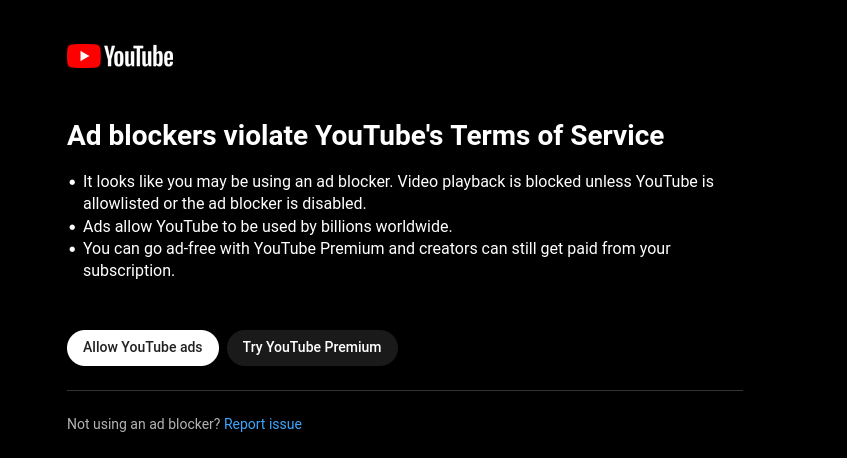 YouTube
Ad blockers violate YouTube's Terms of Service
• It looks like you may be using an ad blocker. Video playback is blocked unless YouTube is
allowlisted or the ad blocker is disabled.
• Ads allow YouTube to be used by billions worldwide.
• You can go ad-free with YouTube Premium and creators can still get paid from your
subscription.
Allow YouTube ads Try YouTube Premium
Not using an ad blocker? Report issue